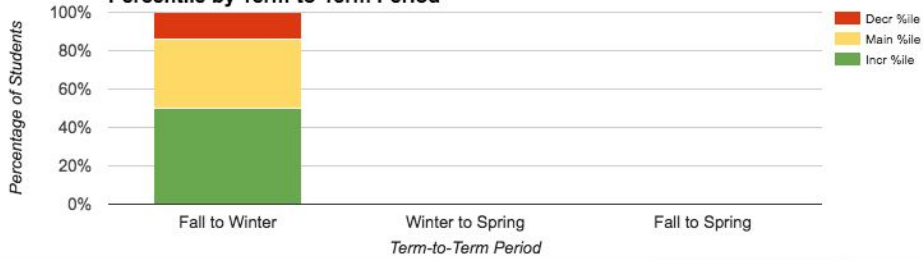 Percentile by Term-to-Term Period
100%
80%
60%
40%
20%
0%
Percentage of Students
Fall to Winter
Winter to Spring
Fall to Spring
Term-to-Term Period
Decr %ile
Main %ile
Incr %ile